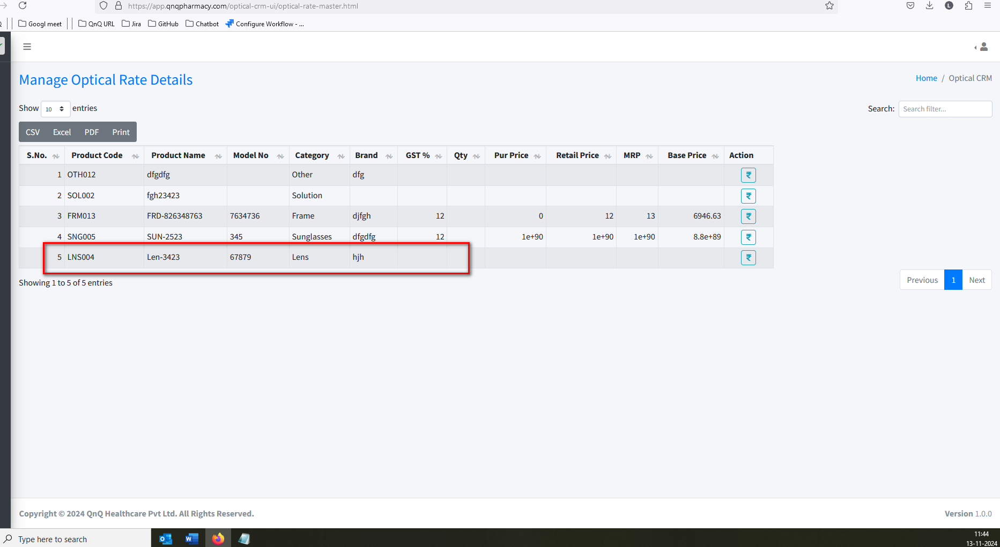 https://app.qnqpharmacy.com/optical-crm-ui/optical-rate-master.html
Googl meet QnQ URL Jira GitHub Chatbot Configure Workflow - ...
Manage Optical Rate Details
Home / Optical CRM
Show 10 entries
Search: Search filter...
CSV Excel PDF Print
S.No. Product Code Product Name Model No Category Brand GST % Qty Pur Price Retail Price MRP Base Price Action
1 OTH012 dfgdfg Other dfg ₹
2 SOL002 fgh23423 Solution ₹
3 FRM013 FRD-826348763 7634736 Frame djfgh 12 0 12 13 6946.63 ₹
4 SNG005 SUN-2523 345 Sunglasses dfgdfg 12 1e+90 1e+90 1e+90 8.8e+89 ₹
5 LNS004 Len-3423 67879 Lens hjh ₹
Showing 1 to 5 of 5 entries
Previous 1 Next
Copyright © 2024 QnQ Healthcare Pvt Ltd. All Rights Reserved.
Version 1.0.0
Type here to search
11:44
13-11-2024